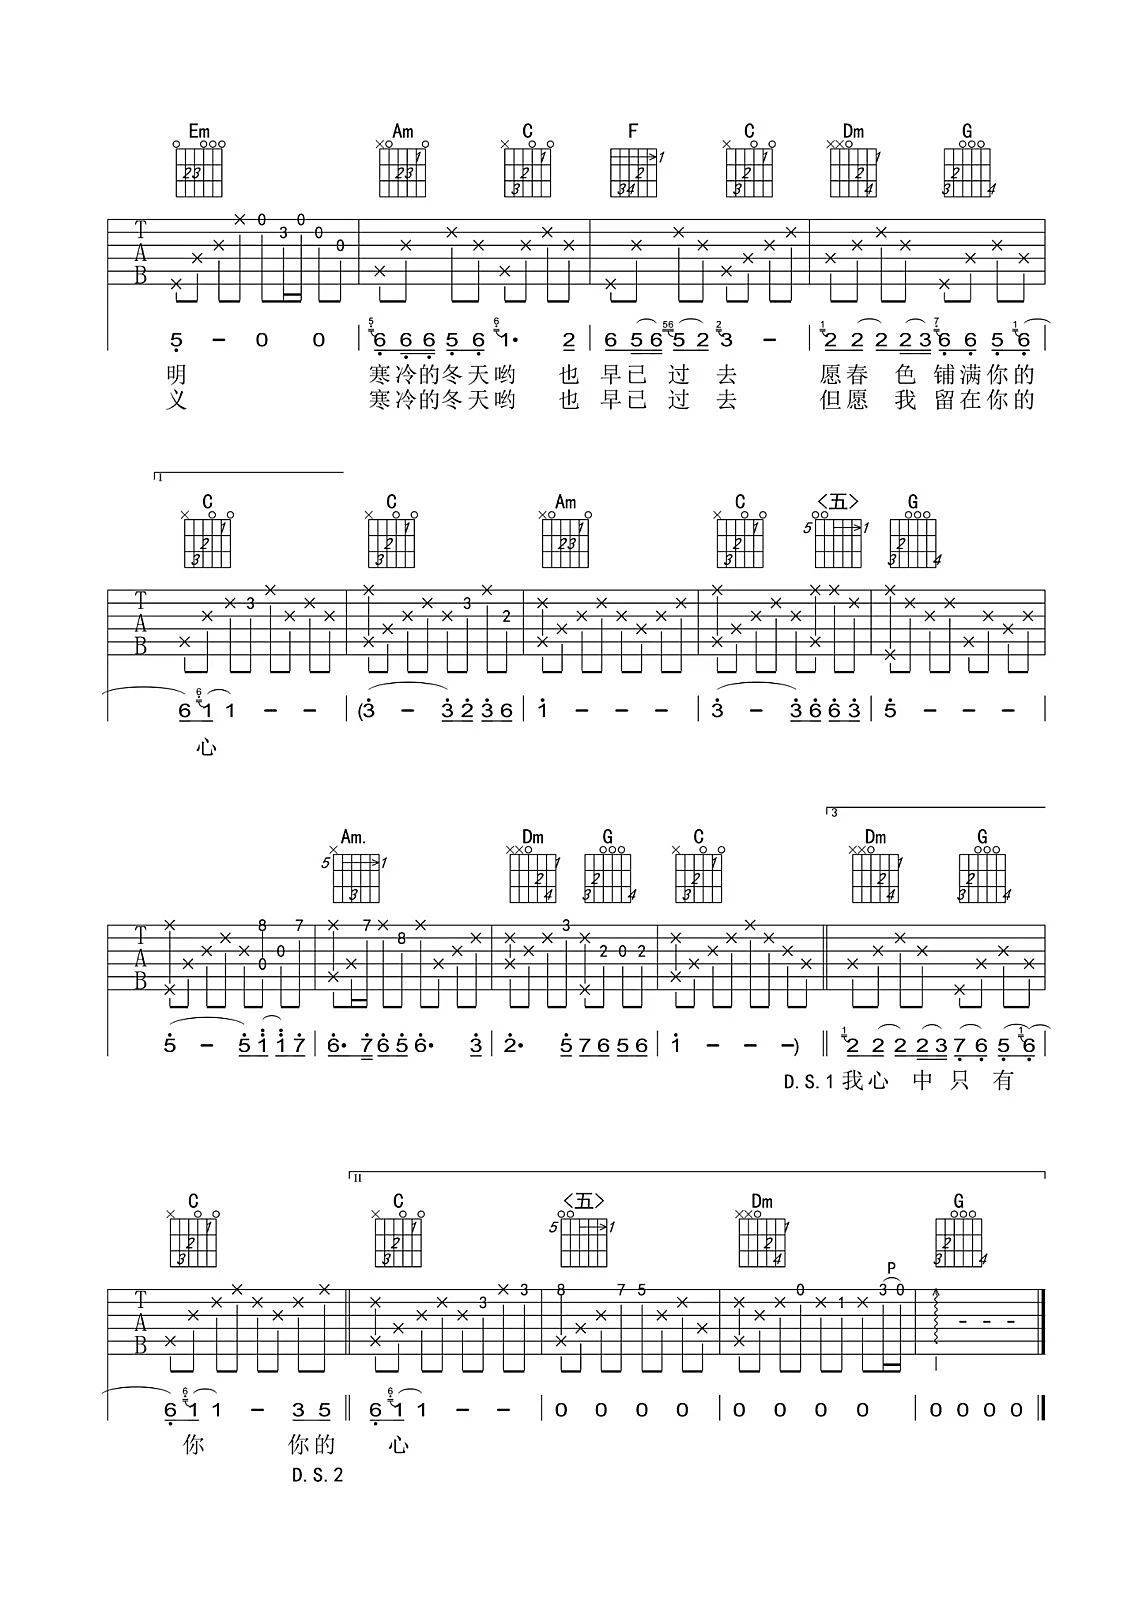 Em Am C F C Dm G
5 - 0 0 6 6 6 5 6 1· 2 6 5 6 5 2 3 - 2 2 2 2 3 6 6 5 6
明 寒冷的冬天哟 也 早已 过 去 愿春 色 铺满你的
义 寒冷的冬天哟 也 早已 过 去 但愿 我 留在你的
1
C C Am C <五> G
6 1 1 - - (3 - 3 2 3 6 1 - - - 3 - 3 6 6 3 5 - - -
心
3
Am. Dm G C Dm G
5 - 5 1 1 7 6· 7 6 5 6· 3 2· 5 7 6 5 6 1 - - -) 2 2 2 2 3 7 6 5 6
D.S.1 我心 中 只 有
II
C C <五> Dm G
P
6 1 1 - 3 5 6 1 1 - - 0 0 0 0 0 0 0 0 0 0 0 0
你 你的 心
D.S.2